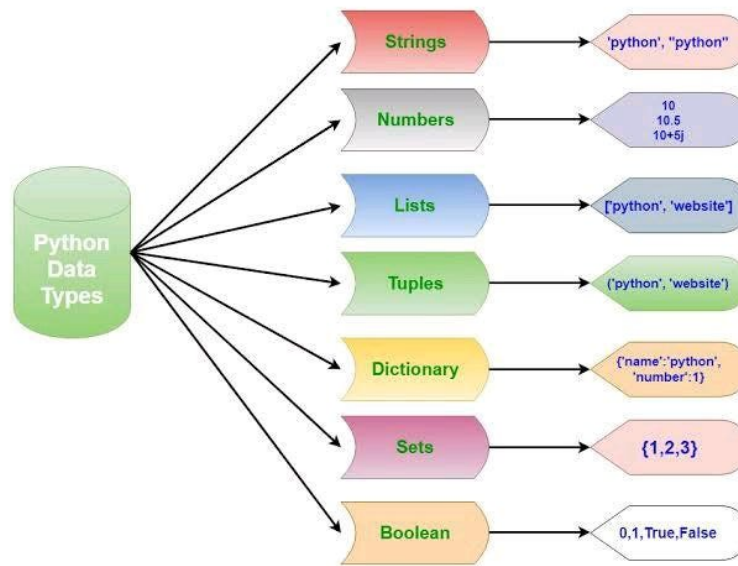 Python
Data
Types
Strings
'python', "python"
Numbers
10
10.5
10+5j
Lists
['python', 'website']
Tuples
('python', 'website')
Dictionary
{'name':'python',
'number':1}
Sets
{1,2,3}
Boolean
0,1,True,False